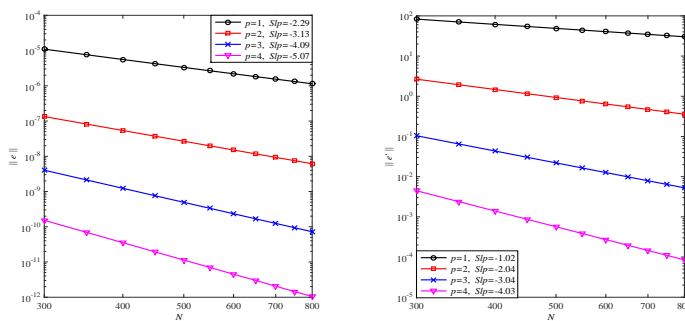 10^-4
10^-5
10^-6
10^-7
10^-8
10^-9
10^-10
10^-11
10^-12
|| e ||
300
400
500
600
700
800
N
p=1, Slp=-2.29
p=2, Slp=-3.13
p=3, Slp=-4.09
p=4, Slp=-5.07
10^2
10^1
10^0
10^-1
10^-2
10^-3
10^-4
10^-5
|| e' ||
300
400
500
600
700
800
N
p=1, Slp=-1.02
p=2, Slp=-2.04
p=3, Slp=-3.04
p=4, Slp=-4.03